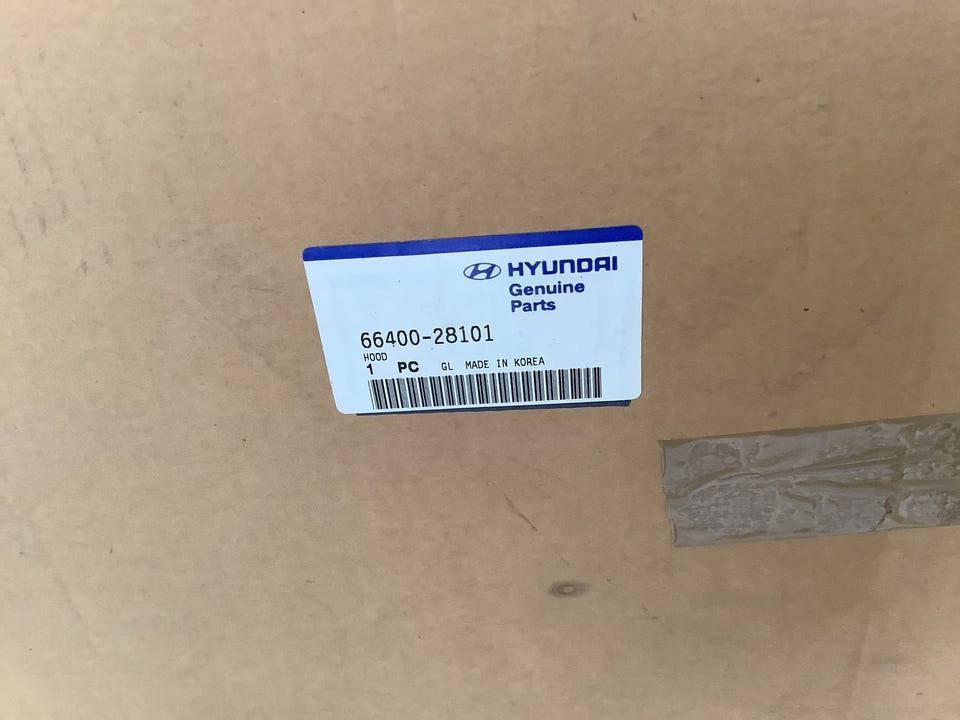 HYUNDAI
Genuine
Parts
66400-28101
HOOD
1 PC GL MADE IN KOREA